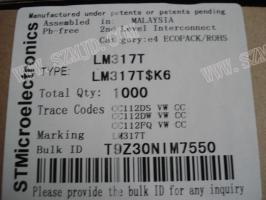 Manufactured under patents or patents pending
Assembled in: MALAYSIA
Pb-free 2nd Level Interconnect
Category:e4 ECOPACK/ROHS
STMicroelectronics
LM317T
TYPE: LM317T$K6
Total Qty: 1000
Trace Codes CC112DS VW CC
CC112DW VW CC
CC112FQ VW CC
Marking LM317T
Bulk ID T9Z30N1M7550
Please provide the bulk ID for any inquiry